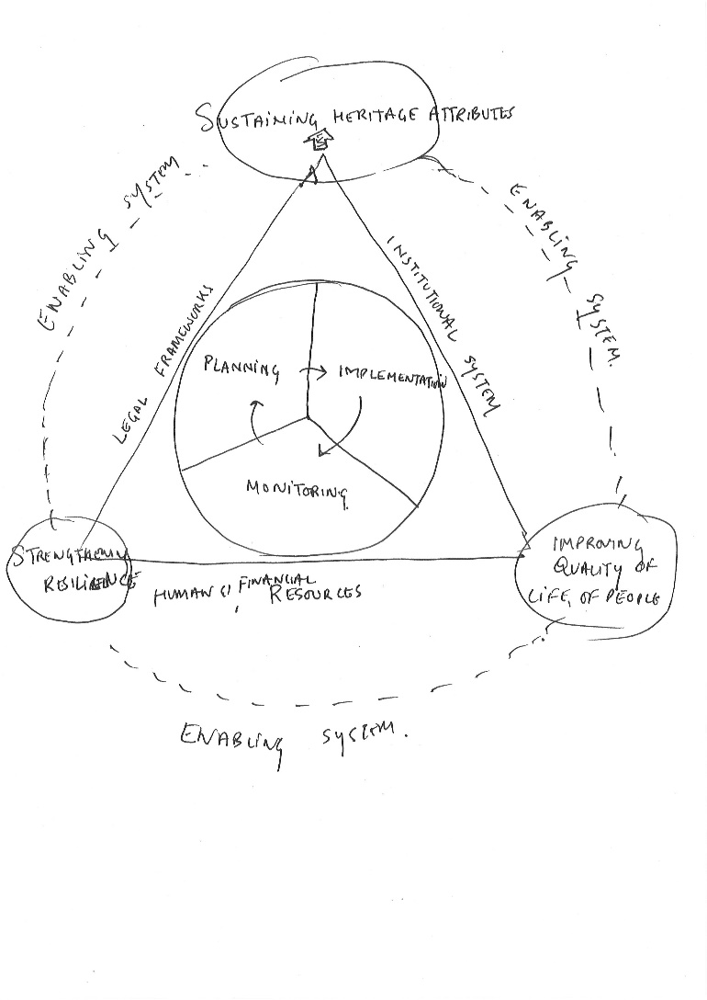 SUSTAINING HERITAGE ATTRIBUTES
ENABLING SYSTEM
ENABLING SYSTEM.
LEGAL FRAMEWORKS
INSTITUTIONAL SYSTEM
PLANNING
IMPLEMENTATION
MONITORING
STRENGTHENIN
RESILIENCE
IMPROVING
QUALITY OF
LIFE, OF PEOPLE
HUMAN & FINANCIAL
RESOURCES
ENABLING SYSTEM.